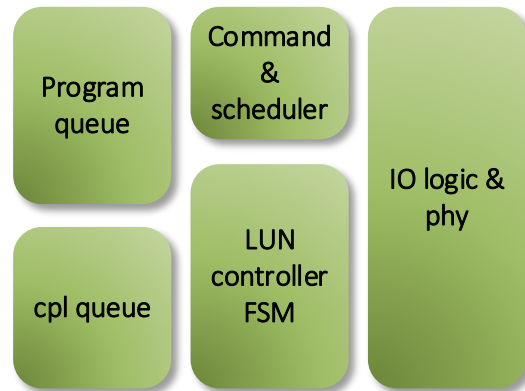 Program
queue
Command
&
scheduler
IO logic &
phy
cpl queue
LUN
controller
FSM